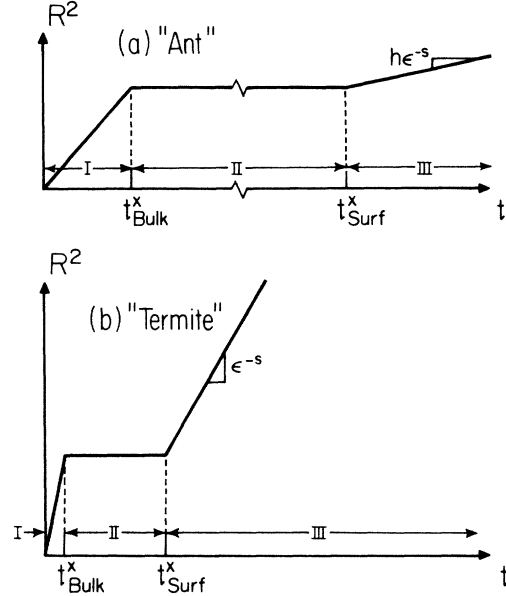 R²
(a) "Ant"
hϵ⁻ˢ
I II III
tˣBulk tˣSurf t
R²
(b) "Termite"
ϵ⁻ˢ
I II III
tˣBulk tˣSurf t